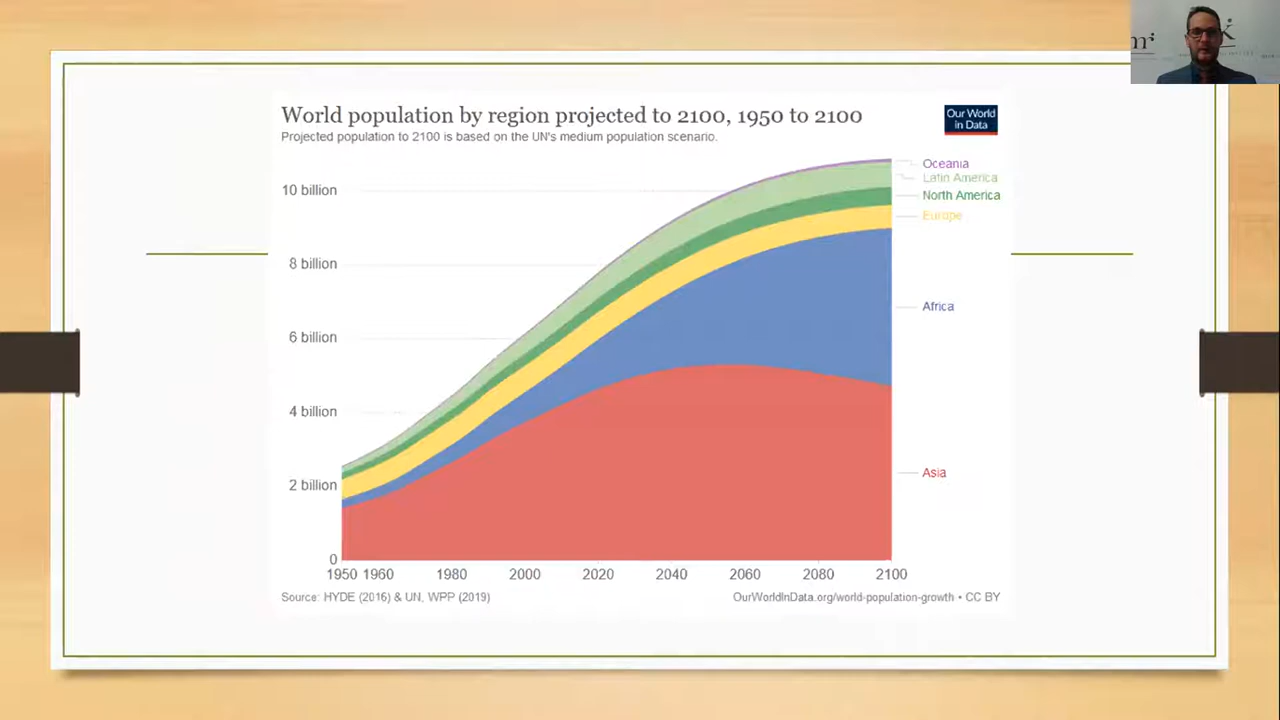 World population by region projected to 2100, 1950 to 2100
Projected population to 2100 is based on the UN's medium population scenario.
Our World
in Data
10 billion
8 billion
6 billion
4 billion
2 billion
0
1950 1960 1980 2000 2020 2040 2060 2080 2100
Oceania
Latin America
North America
Europe
Africa
Asia
Source: HYDE (2016) & UN, WPP (2019)
OurWorldInData.org/world-population-growth • CC BY